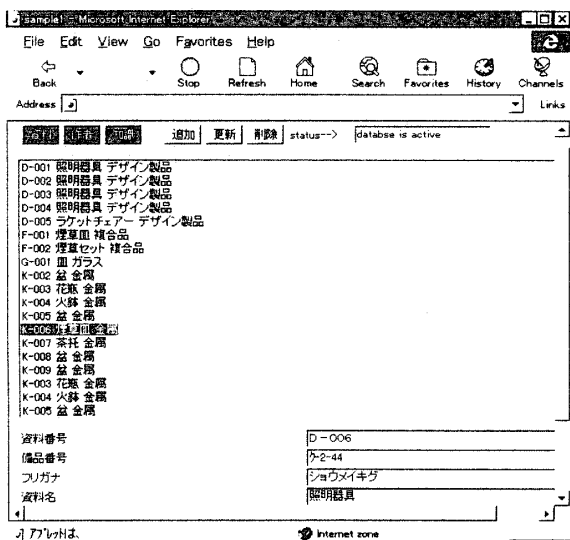 sample1 - Microsoft Internet Explorer
File Edit View Go Favorites Help
Back Stop Refresh Home Search Favorites History Channels
Address Links
追加 更新 削除 status--> databse is active
D-001 照明器具 デザイン製品
D-002 照明器具 デザイン製品
D-003 照明器具 デザイン製品
D-004 照明器具 デザイン製品
D-005 ラケットチェアー デザイン製品
F-001 煙草皿 複合品
F-002 煙草セット 複合品
G-001 皿 ガラス
K-002 盆 金属
K-003 花瓶 金属
K-004 火鉢 金属
K-005 盆 金属
K-006 煙草皿 金属
K-007 茶托 金属
K-008 盆 金属
K-009 盆 金属
K-003 花瓶 金属
K-004 火鉢 金属
K-005 盆 金属
資料番号 D-006
備品番号 ｹ-2-44
フリガナ ショウメイキグ
資料名 照明器具
ｱﾌﾟﾚｯﾄは、 Internet zone